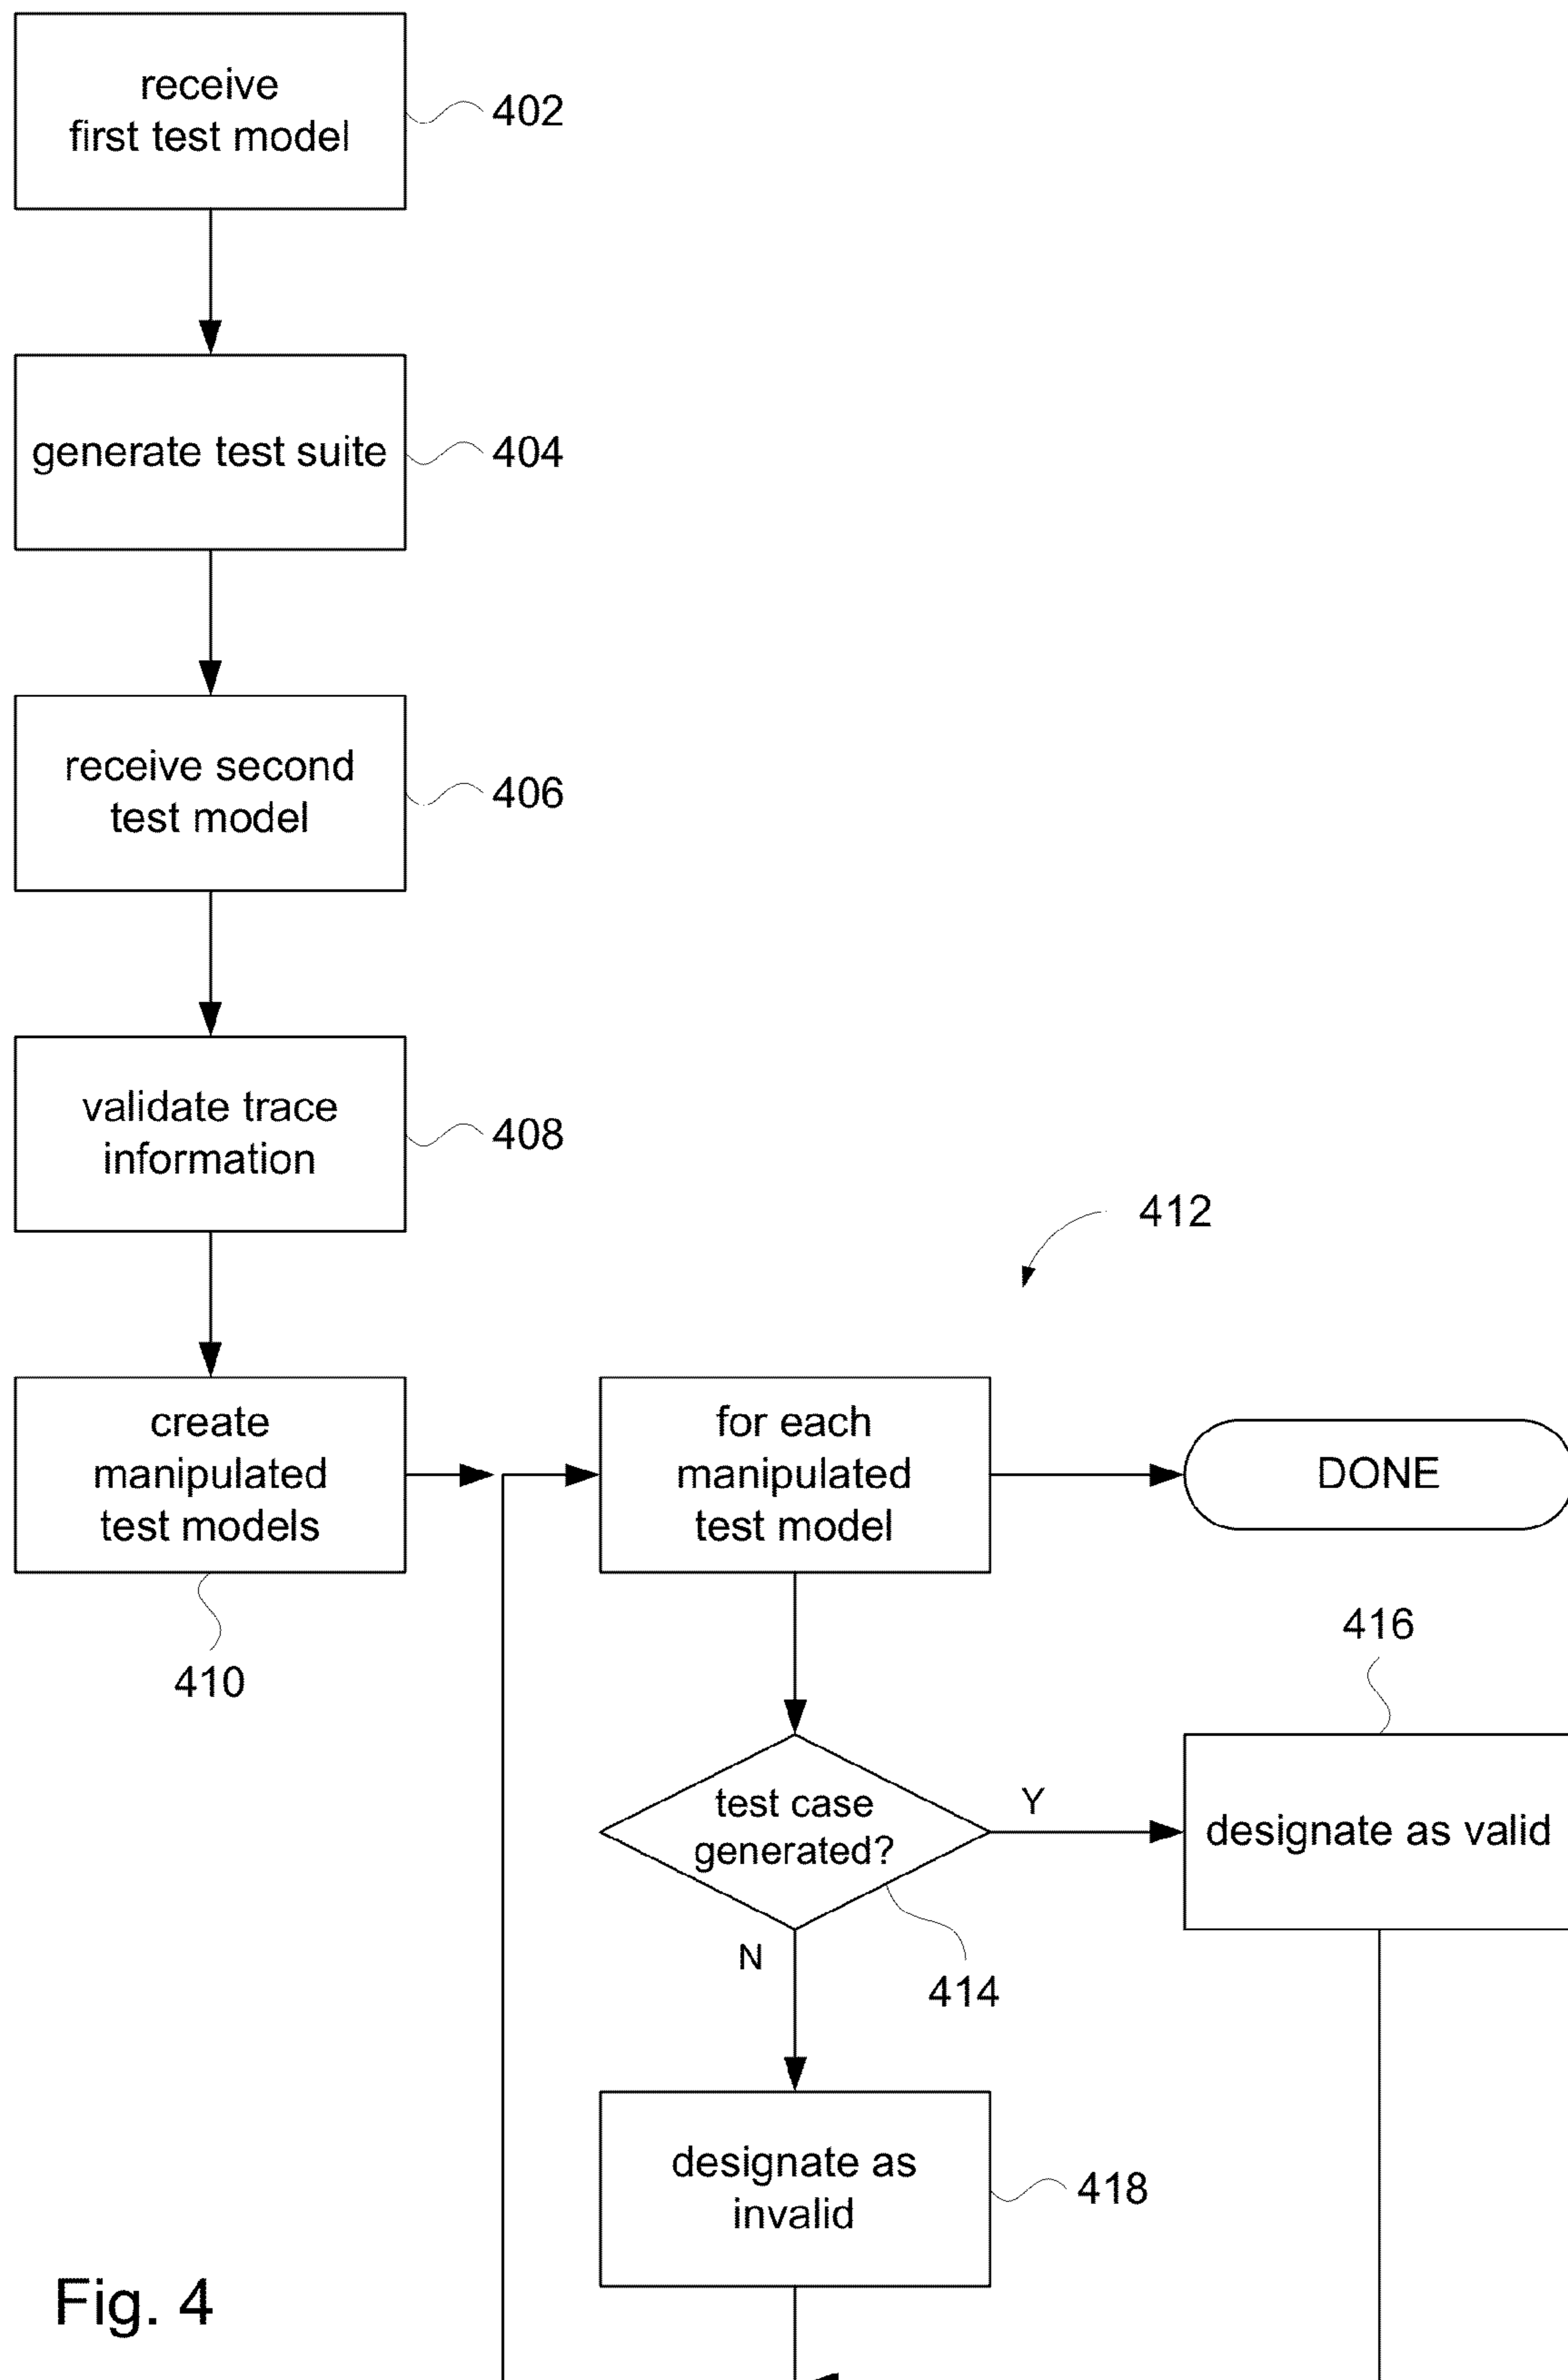 receive
first test model
402
generate test suite
404
receive second
test model
406
validate trace
information
408
412
create
manipulated
test models
410
for each
manipulated
test model
DONE
416
test case
generated?
Y
designate as valid
N
414
designate as
invalid
418
Fig. 4